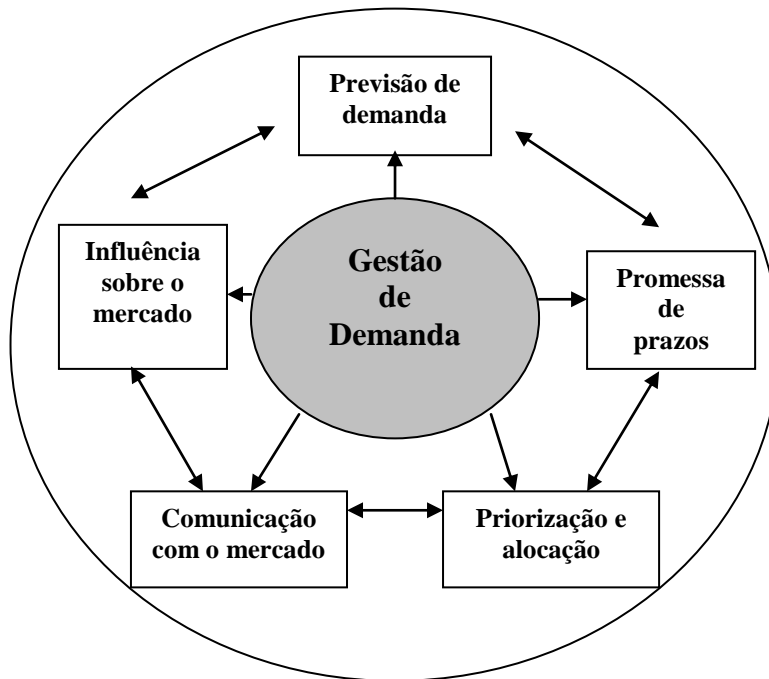 Previsão de
demanda
Influência
sobre o
mercado
Gestão
de
Demanda
Promessa
de
prazos
Comunicação
com o mercado
Priorização e
alocação